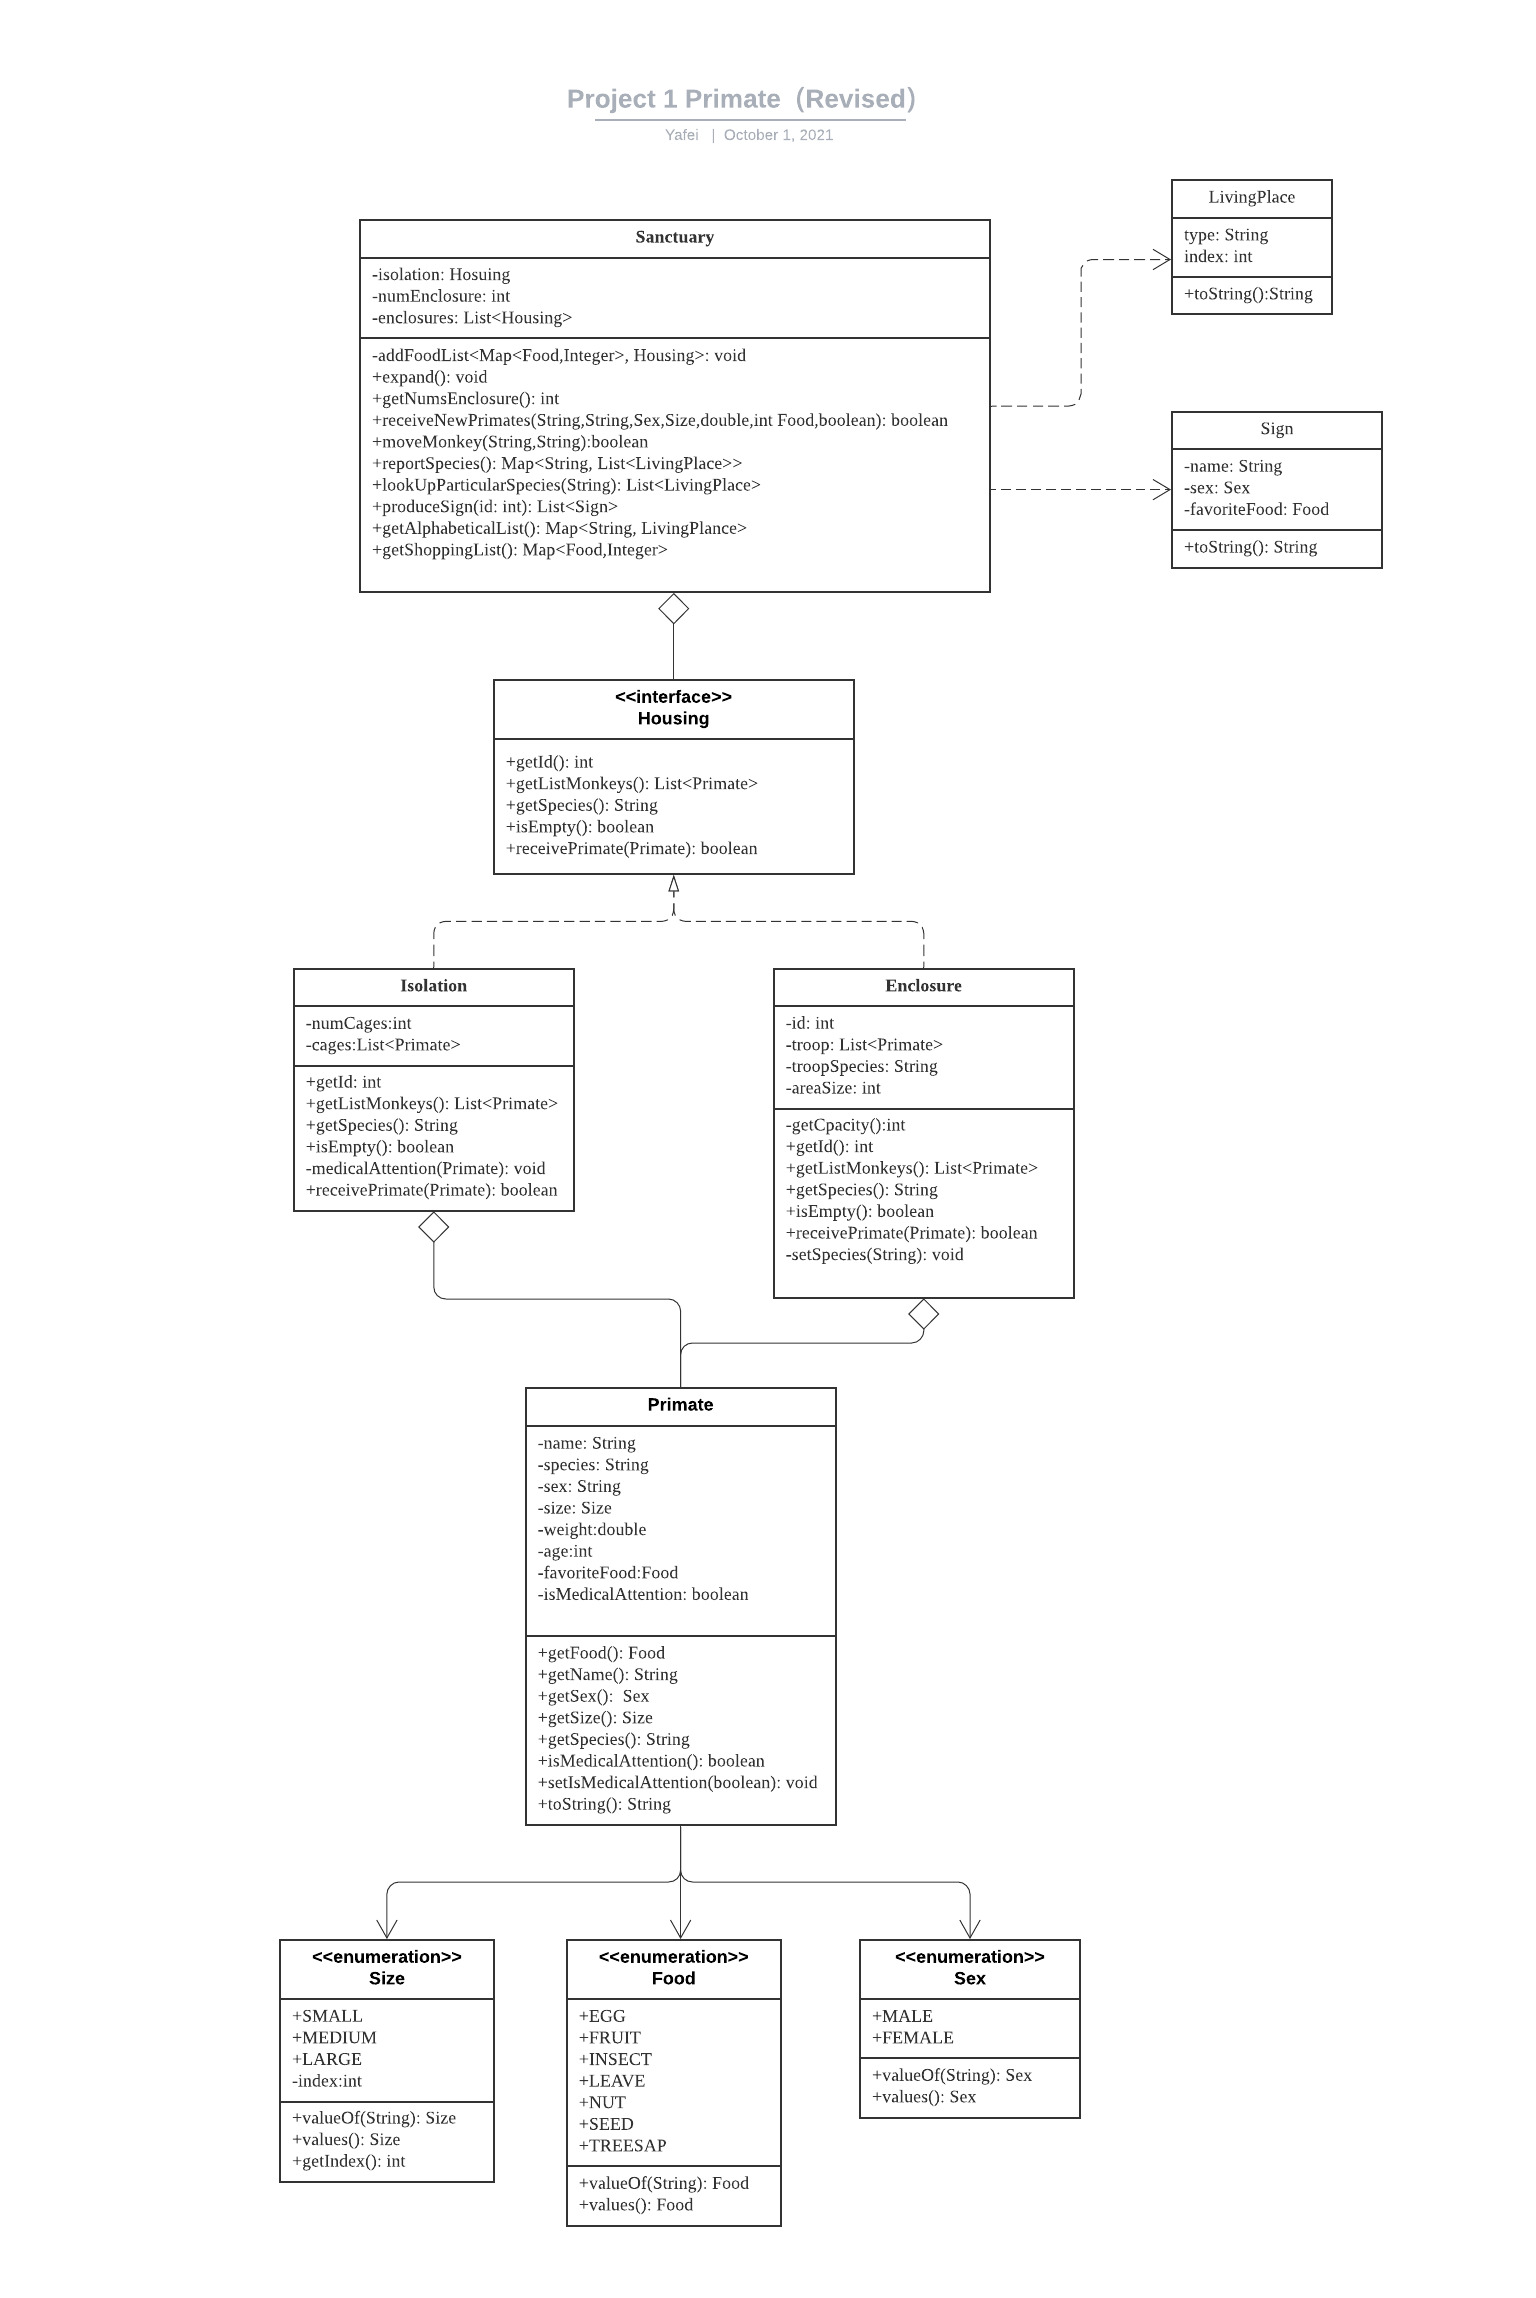 Project 1 Primate（Revised）
Yafei | October 1, 2021
LivingPlace
type: String
index: int
+toString():String
Sanctuary
-isolation: Hosuing
-numEnclosure: int
-enclosures: List<Housing>
-addFoodList<Map<Food,Integer>, Housing>: void
+expand(): void
+getNumsEnclosure(): int
+receiveNewPrimates(String,String,Sex,Size,double,int Food,boolean): boolean
+moveMonkey(String,String):boolean
+reportSpecies(): Map<String, List<LivingPlace>>
+lookUpParticularSpecies(String): List<LivingPlace>
+produceSign(id: int): List<Sign>
+getAlphabeticalList(): Map<String, LivingPlance>
+getShoppingList(): Map<Food,Integer>
Sign
-name: String
-sex: Sex
-favoriteFood: Food
+toString(): String
<<interface>>
Housing
+getId(): int
+getListMonkeys(): List<Primate>
+getSpecies(): String
+isEmpty(): boolean
+receivePrimate(Primate): boolean
Isolation
-numCages:int
-cages:List<Primate>
+getId: int
+getListMonkeys(): List<Primate>
+getSpecies(): String
+isEmpty(): boolean
-medicalAttention(Primate): void
+receivePrimate(Primate): boolean
Enclosure
-id: int
-troop: List<Primate>
-troopSpecies: String
-areaSize: int
-getCpacity():int
+getId(): int
+getListMonkeys(): List<Primate>
+getSpecies(): String
+isEmpty(): boolean
+receivePrimate(Primate): boolean
-setSpecies(String): void
Primate
-name: String
-species: String
-sex: String
-size: Size
-weight:double
-age:int
-favoriteFood:Food
-isMedicalAttention: boolean
+getFood(): Food
+getName(): String
+getSex():  Sex
+getSize(): Size
+getSpecies(): String
+isMedicalAttention(): boolean
+setIsMedicalAttention(boolean): void
+toString(): String
<<enumeration>>
Size
+SMALL
+MEDIUM
+LARGE
-index:int
+valueOf(String): Size
+values(): Size
+getIndex(): int
<<enumeration>>
Food
+EGG
+FRUIT
+INSECT
+LEAVE
+NUT
+SEED
+TREESAP
+valueOf(String): Food
+values(): Food
<<enumeration>>
Sex
+MALE
+FEMALE
+valueOf(String): Sex
+values(): Sex